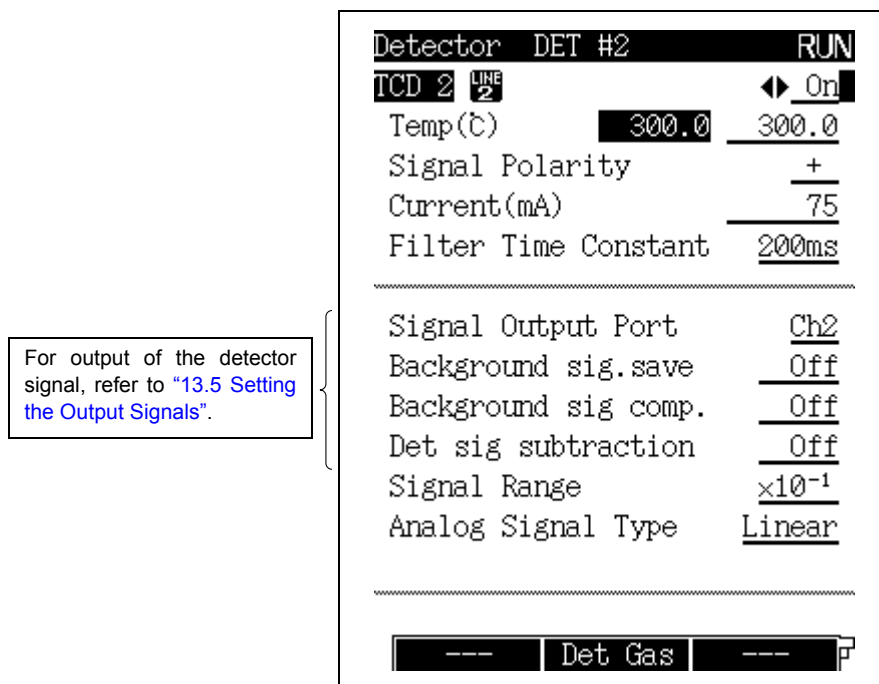 Detector DET #2 RUN
TCD 2 LINE 2 On
Temp(℃) 300.0 300.0
Signal Polarity +
Current(mA) 75
Filter Time Constant 200ms
Signal Output Port Ch2
Background sig.save Off
Background sig comp. Off
Det sig subtraction Off
Signal Range ×10⁻¹
Analog Signal Type Linear
--- Det Gas ---
For output of the detector
signal, refer to “13.5 Setting
the Output Signals”.